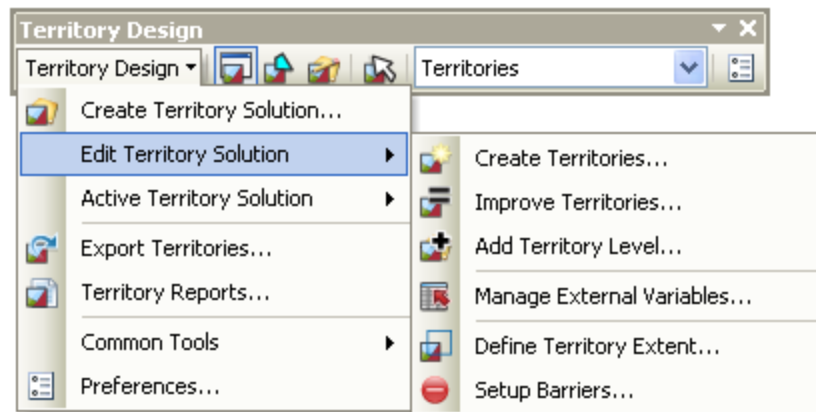 Territory Design
Territory Design
Territories
Create Territory Solution...
Edit Territory Solution
Active Territory Solution
Export Territories...
Territory Reports...
Common Tools
Preferences...
Create Territories...
Improve Territories...
Add Territory Level...
Manage External Variables...
Define Territory Extent...
Setup Barriers...